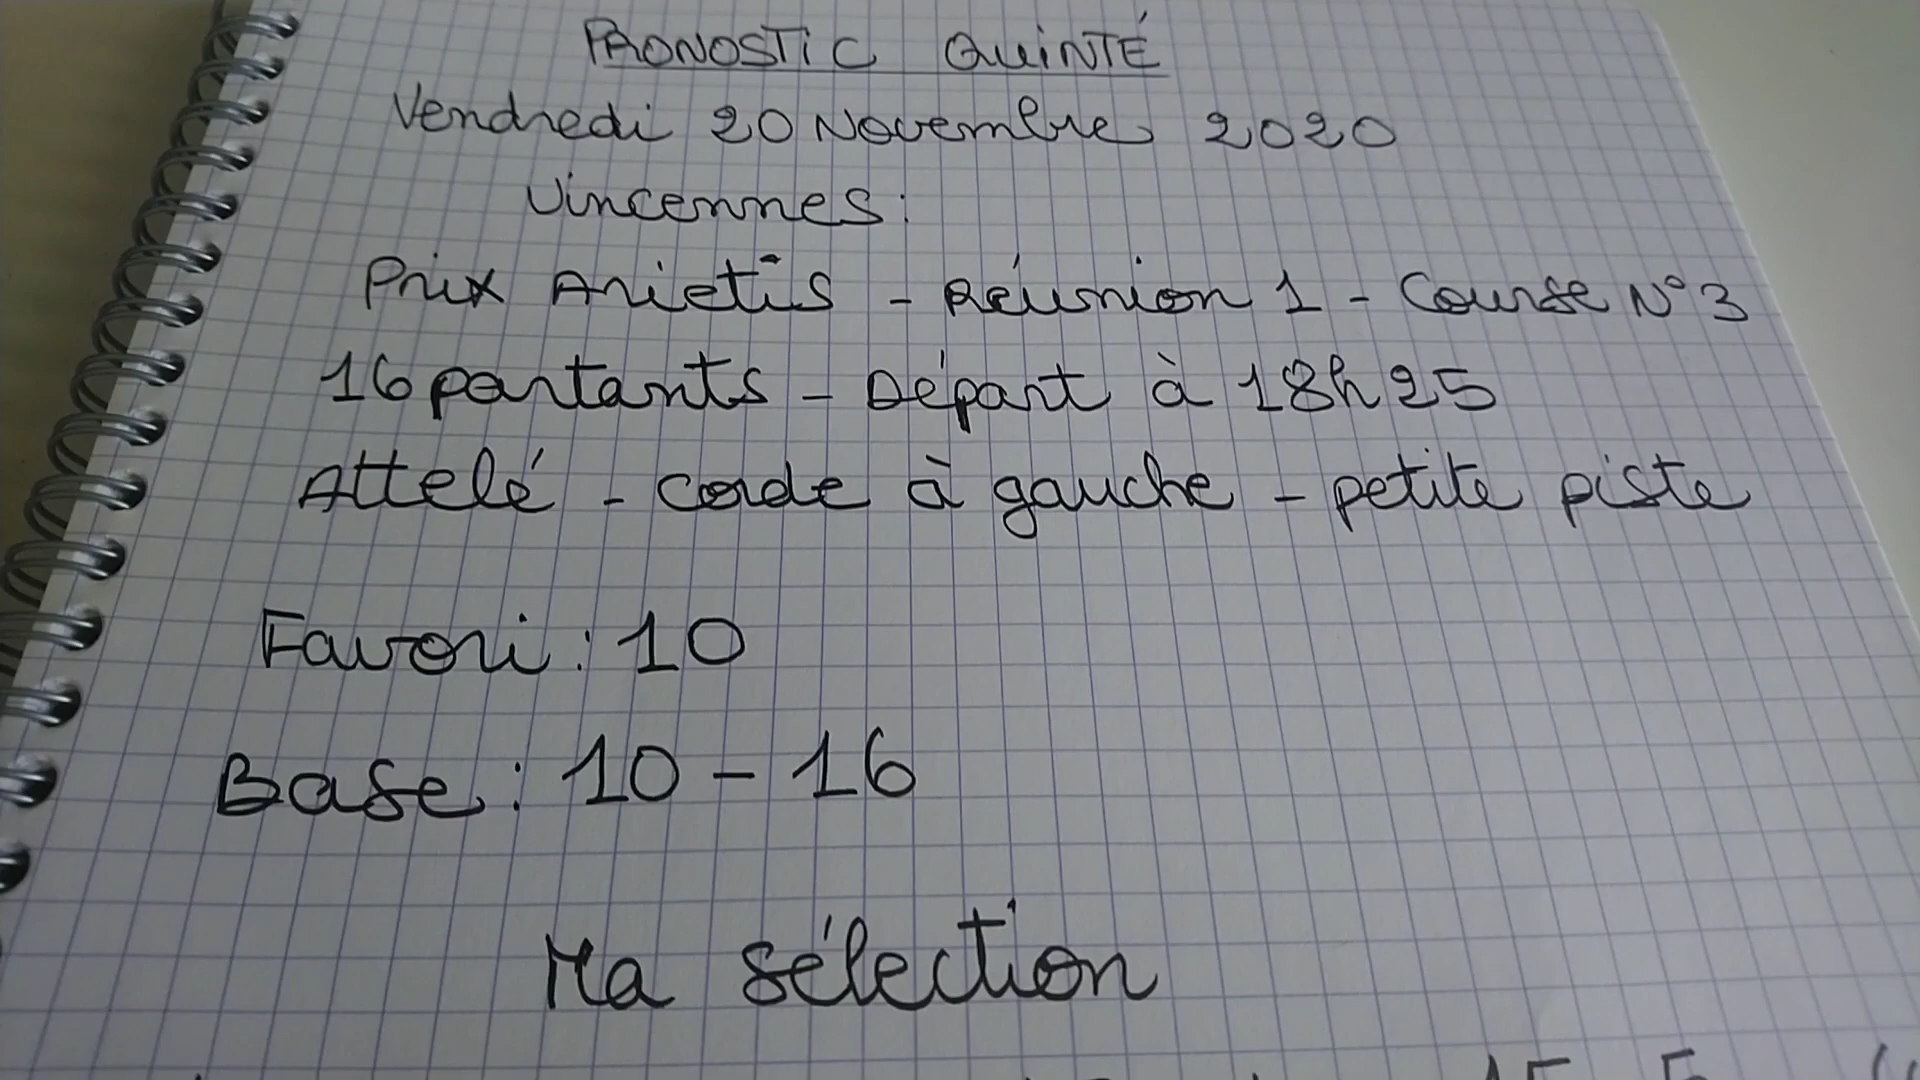 PRONOSTIC QUINTÉ
Vendredi 20 Novembre 2020
Vincennes:
Prix Arietis - Réunion 1 - Course N°3
16 partants - Départ à 18h25
Attelé - corde à gauche - petite piste
Favori : 10
Base : 10 - 16
Ma sélection